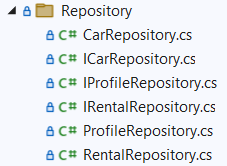 Repository
C# CarRepository.cs
C# ICarRepository.cs
C# IProfileRepository.cs
C# IRentalRepository.cs
C# ProfileRepository.cs
C# RentalRepository.cs